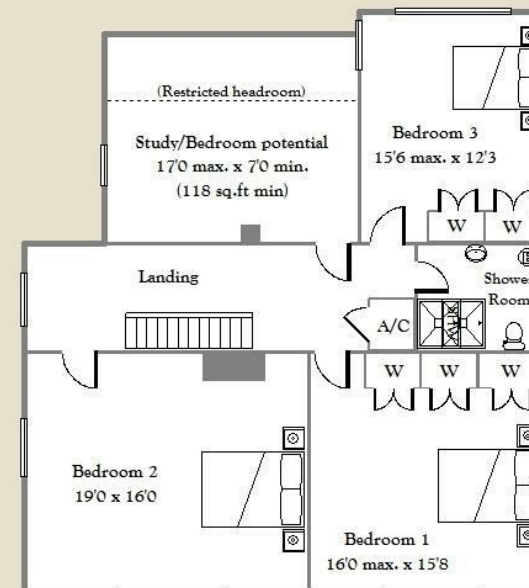 (Restricted headroom)
Study/Bedroom potential
17'0 max. x 7'0 min.
(118 sq.ft min)
Bedroom 3
15'6 max. x 12'3
W
W
Landing
Shower
Room
A/C
W
W
W
Bedroom 2
19'0 x 16'0
Bedroom 1
16'0 max. x 15'8